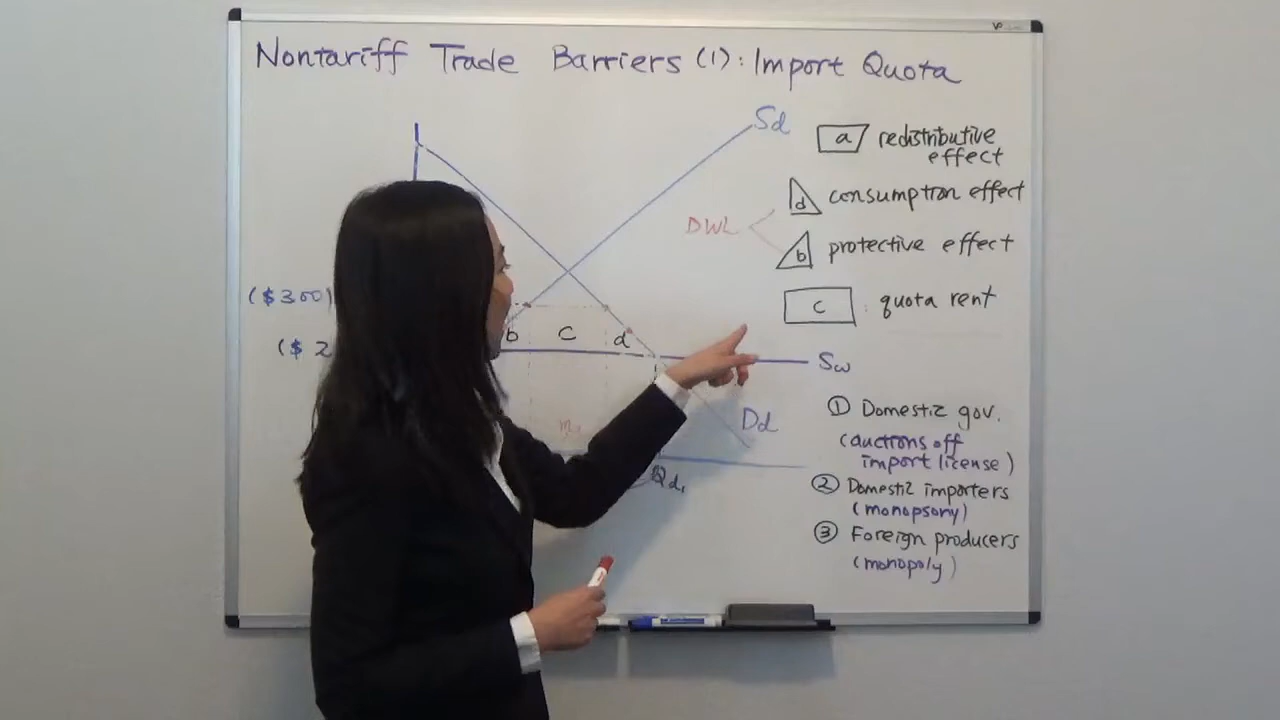 Nontariff Trade Barriers (1): Import Quota
Sd
a redistributive
effect
d consumption effect
DWL
b protective effect
($300)
c : quota rent
b c d
($ 2
Sw
Dd
Qd1
① Domestic gov.
(auctions off
import license)
② Domestic importers
(monopsony)
③ Foreign producers
(monopoly)